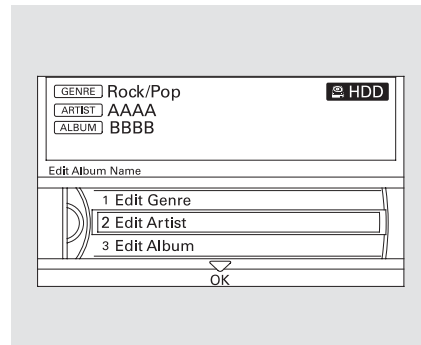 GENRE Rock/Pop HDD
ARTIST AAAA
ALBUM BBBB
Edit Album Name
1 Edit Genre
2 Edit Artist
3 Edit Album
OK